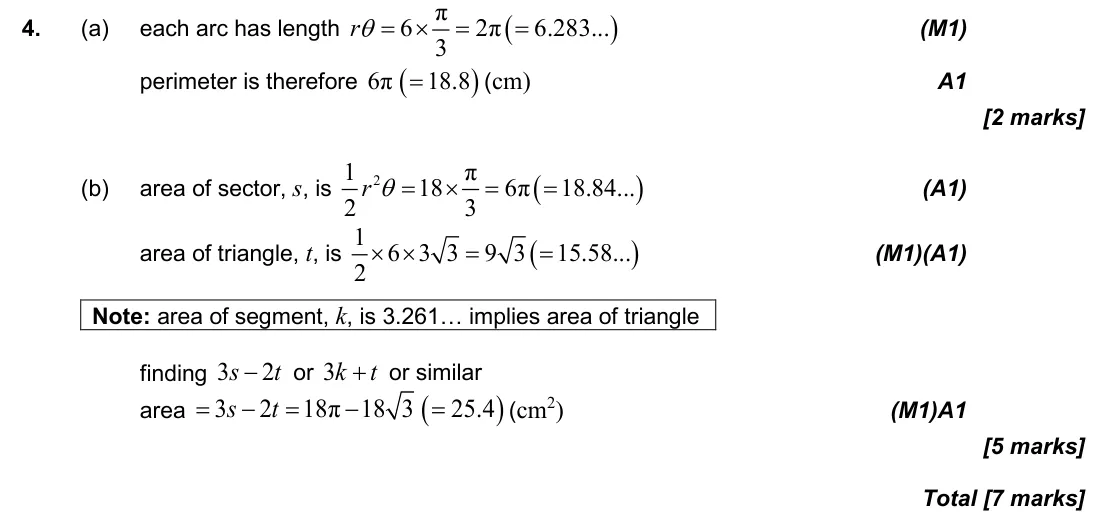 4. (a) each arc has length rθ = 6 × π/3 = 2π (= 6.283...) (M1)
perimeter is therefore 6π (= 18.8) (cm) A1
[2 marks]
(b) area of sector, s, is 1/2 r²θ = 18 × π/3 = 6π (= 18.84...) (A1)
area of triangle, t, is 1/2 × 6 × 3√3 = 9√3 (= 15.58...) (M1)(A1)
Note: area of segment, k, is 3.261… implies area of triangle
finding 3s − 2t or 3k + t or similar
area = 3s − 2t = 18π − 18√3 (= 25.4) (cm²) (M1)A1
[5 marks]
Total [7 marks]